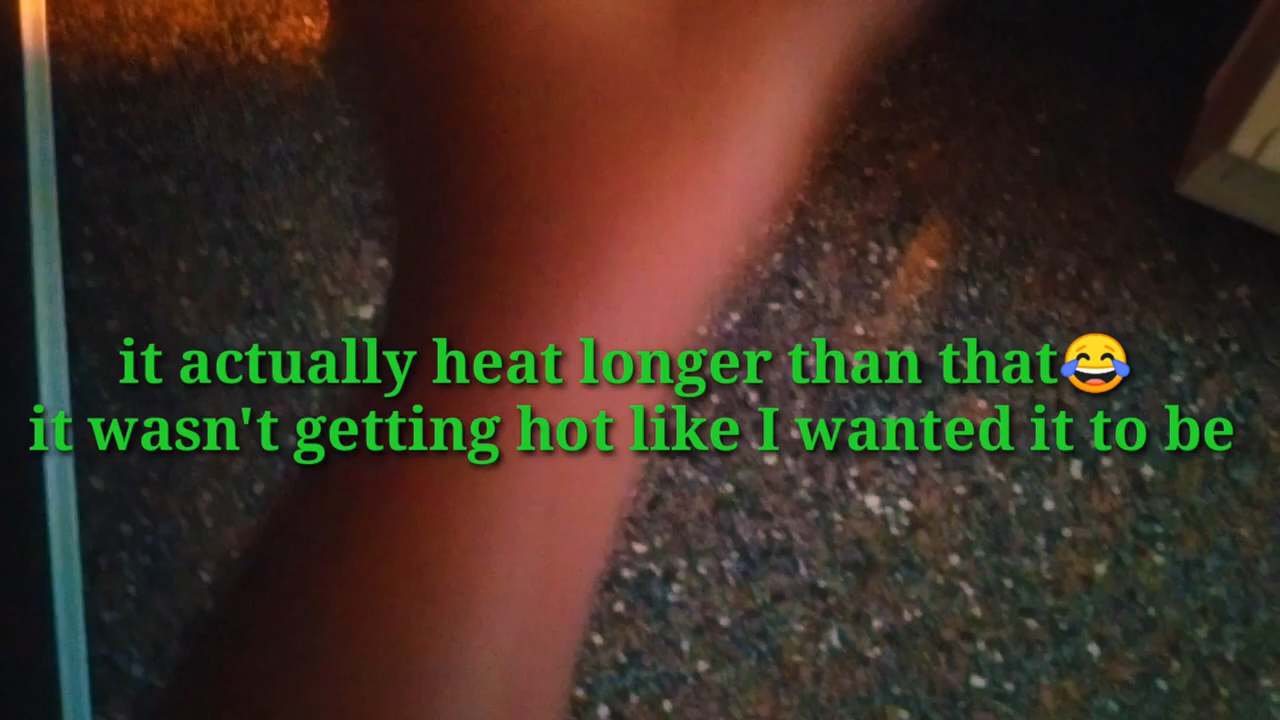 it actually heat longer than that😂
it wasn't getting hot like I wanted it to be